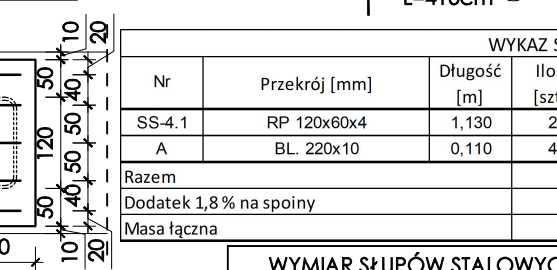 WYKAZ S
Nr Przekrój [mm] Długość [m]
SS-4.1 RP 120x60x4 1,130 2
A BL. 220x10 0,110 4
Razem
Dodatek 1,8 % na spoiny
Masa łączna
10 20
50 40
50
120
50
50 40
10 20
WYMIAR SŁUPÓW STALOWYC